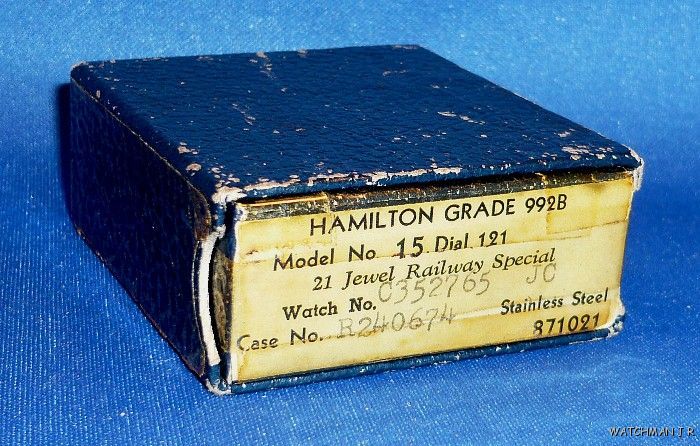 HAMILTON GRADE 992B
Model No. 15 Dial 121
21 Jewel Railway Special
Watch No. C352765 JC
Case No. R240674 Stainless Steel
871021
WATCHMAN J R